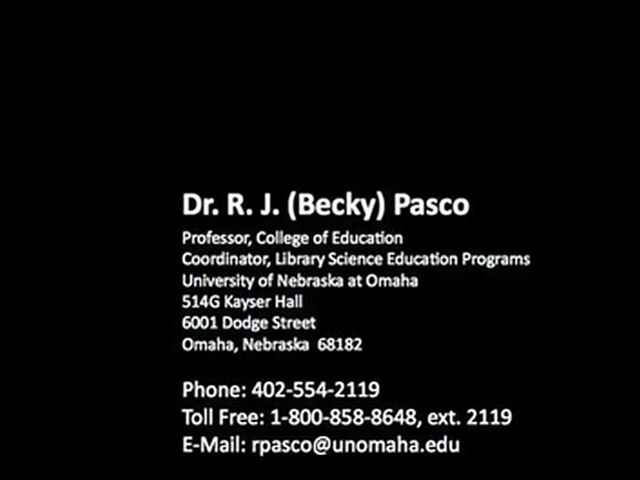 Dr. R. J. (Becky) Pasco
Professor, College of Education
Coordinator, Library Science Education Programs
University of Nebraska at Omaha
514G Kayser Hall
6001 Dodge Street
Omaha, Nebraska  68182
Phone: 402-554-2119
Toll Free: 1-800-858-8648, ext. 2119
E-Mail: rpasco@unomaha.edu